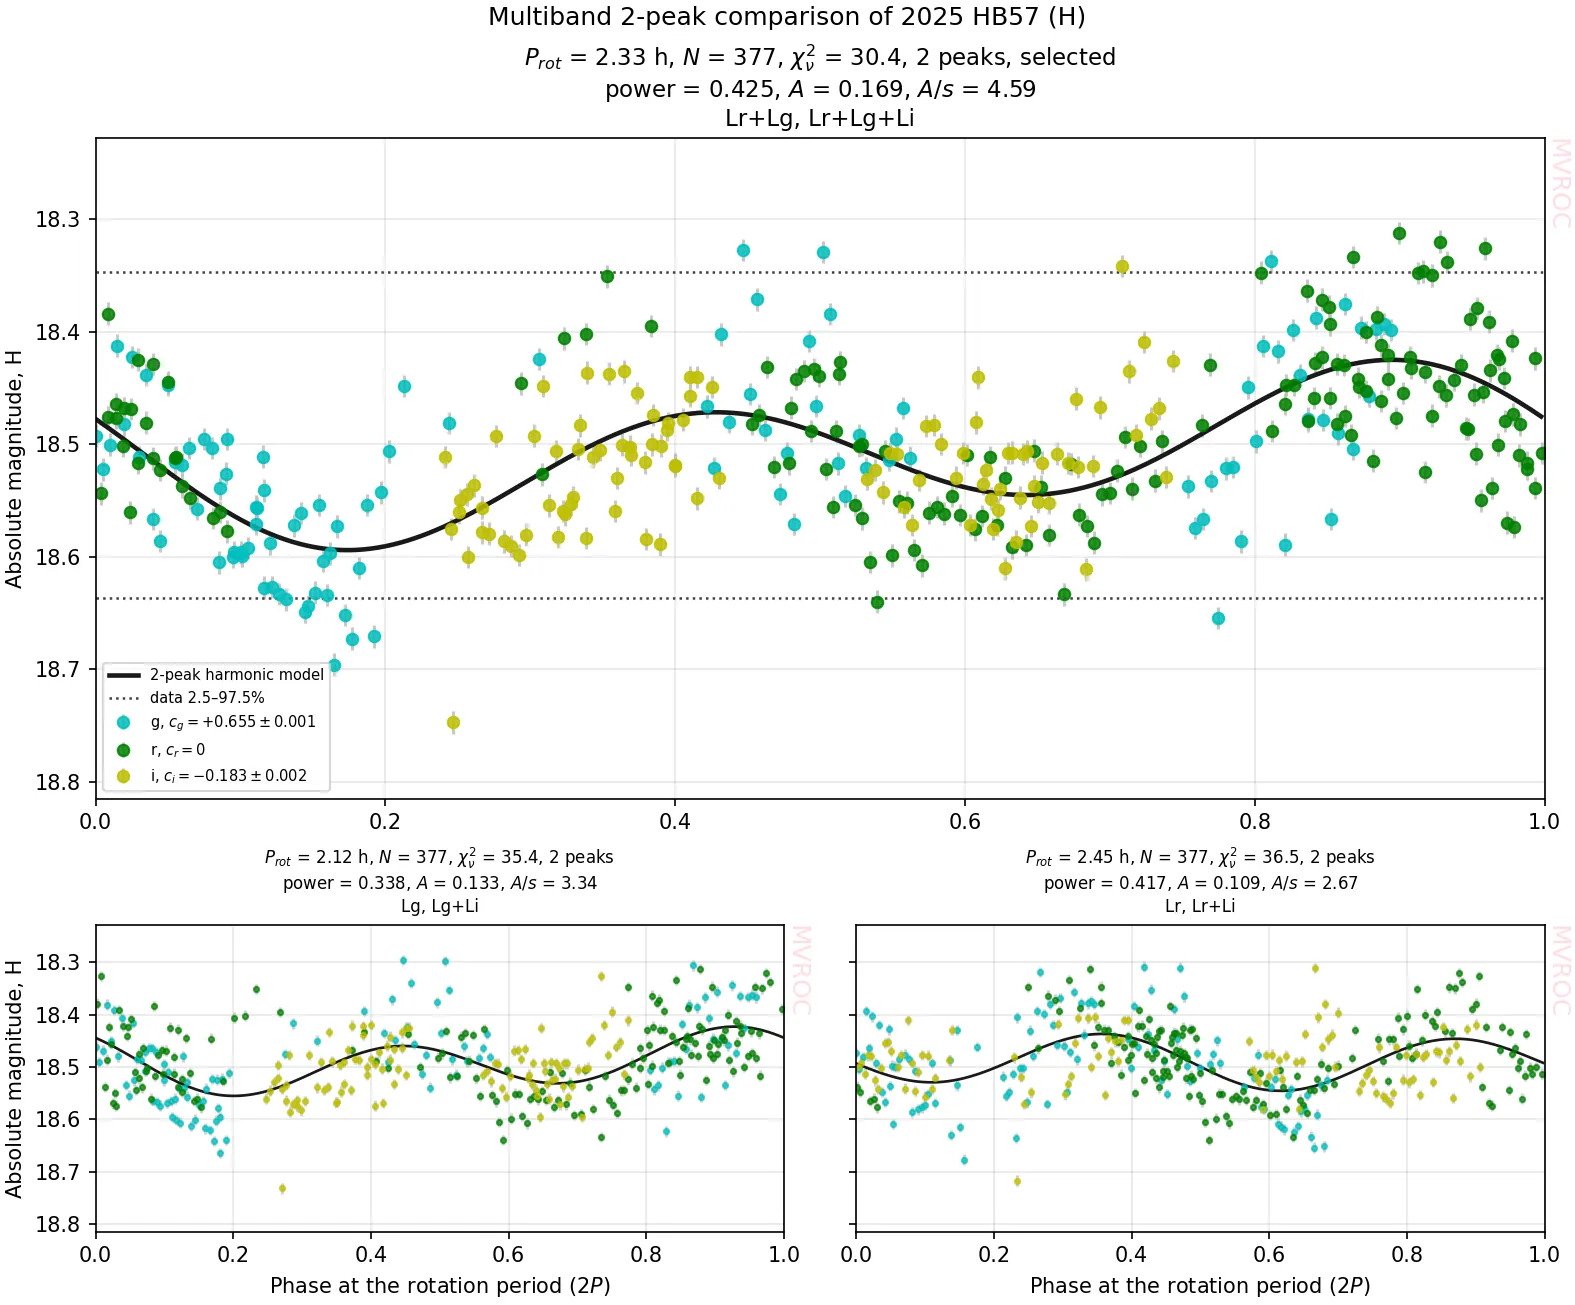 Multiband 2-peak comparison of 2025 HB57 (H)
P_rot = 2.33 h, N = 377, χ²_ν = 30.4, 2 peaks, selected
power = 0.425, A = 0.169, A/s = 4.59
Lr+Lg, Lr+Lg+Li
MVROC
Absolute magnitude, H
18.3
18.4
18.5
18.6
18.7
18.8
2-peak harmonic model
data 2.5–97.5%
g, c_g = +0.655 ± 0.001
r, c_r = 0
i, c_i = −0.183 ± 0.002
0.0 0.2 0.4 0.6 0.8 1.0
P_rot = 2.12 h, N = 377, χ²_ν = 35.4, 2 peaks
power = 0.338, A = 0.133, A/s = 3.34
Lg, Lg+Li
MVROC
Absolute magnitude, H
18.3
18.4
18.5
18.6
18.7
18.8
0.0 0.2 0.4 0.6 0.8 1.0
Phase at the rotation period (2P)
P_rot = 2.45 h, N = 377, χ²_ν = 36.5, 2 peaks
power = 0.417, A = 0.109, A/s = 2.67
Lr, Lr+Li
MVROC
0.0 0.2 0.4 0.6 0.8 1.0
Phase at the rotation period (2P)